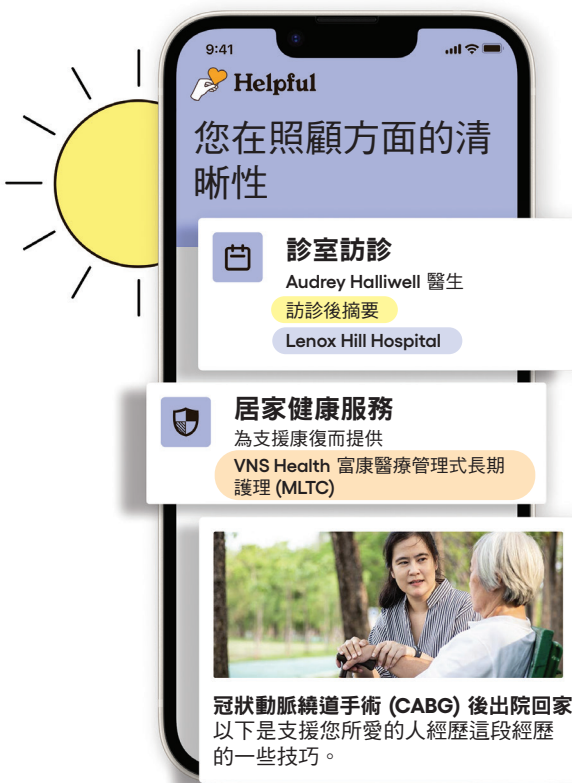 9:41
Helpful
您在照顧方面的清
晰性
診室訪診
Audrey Halliwell 醫生
訪診後摘要
Lenox Hill Hospital
居家健康服務
為支援康復而提供
VNS Health 富康醫療管理式長期
護理 (MLTC)
冠狀動脈繞道手術 (CABG) 後出院回家
以下是支援您所愛的人經歷這段經歷
的一些技巧。